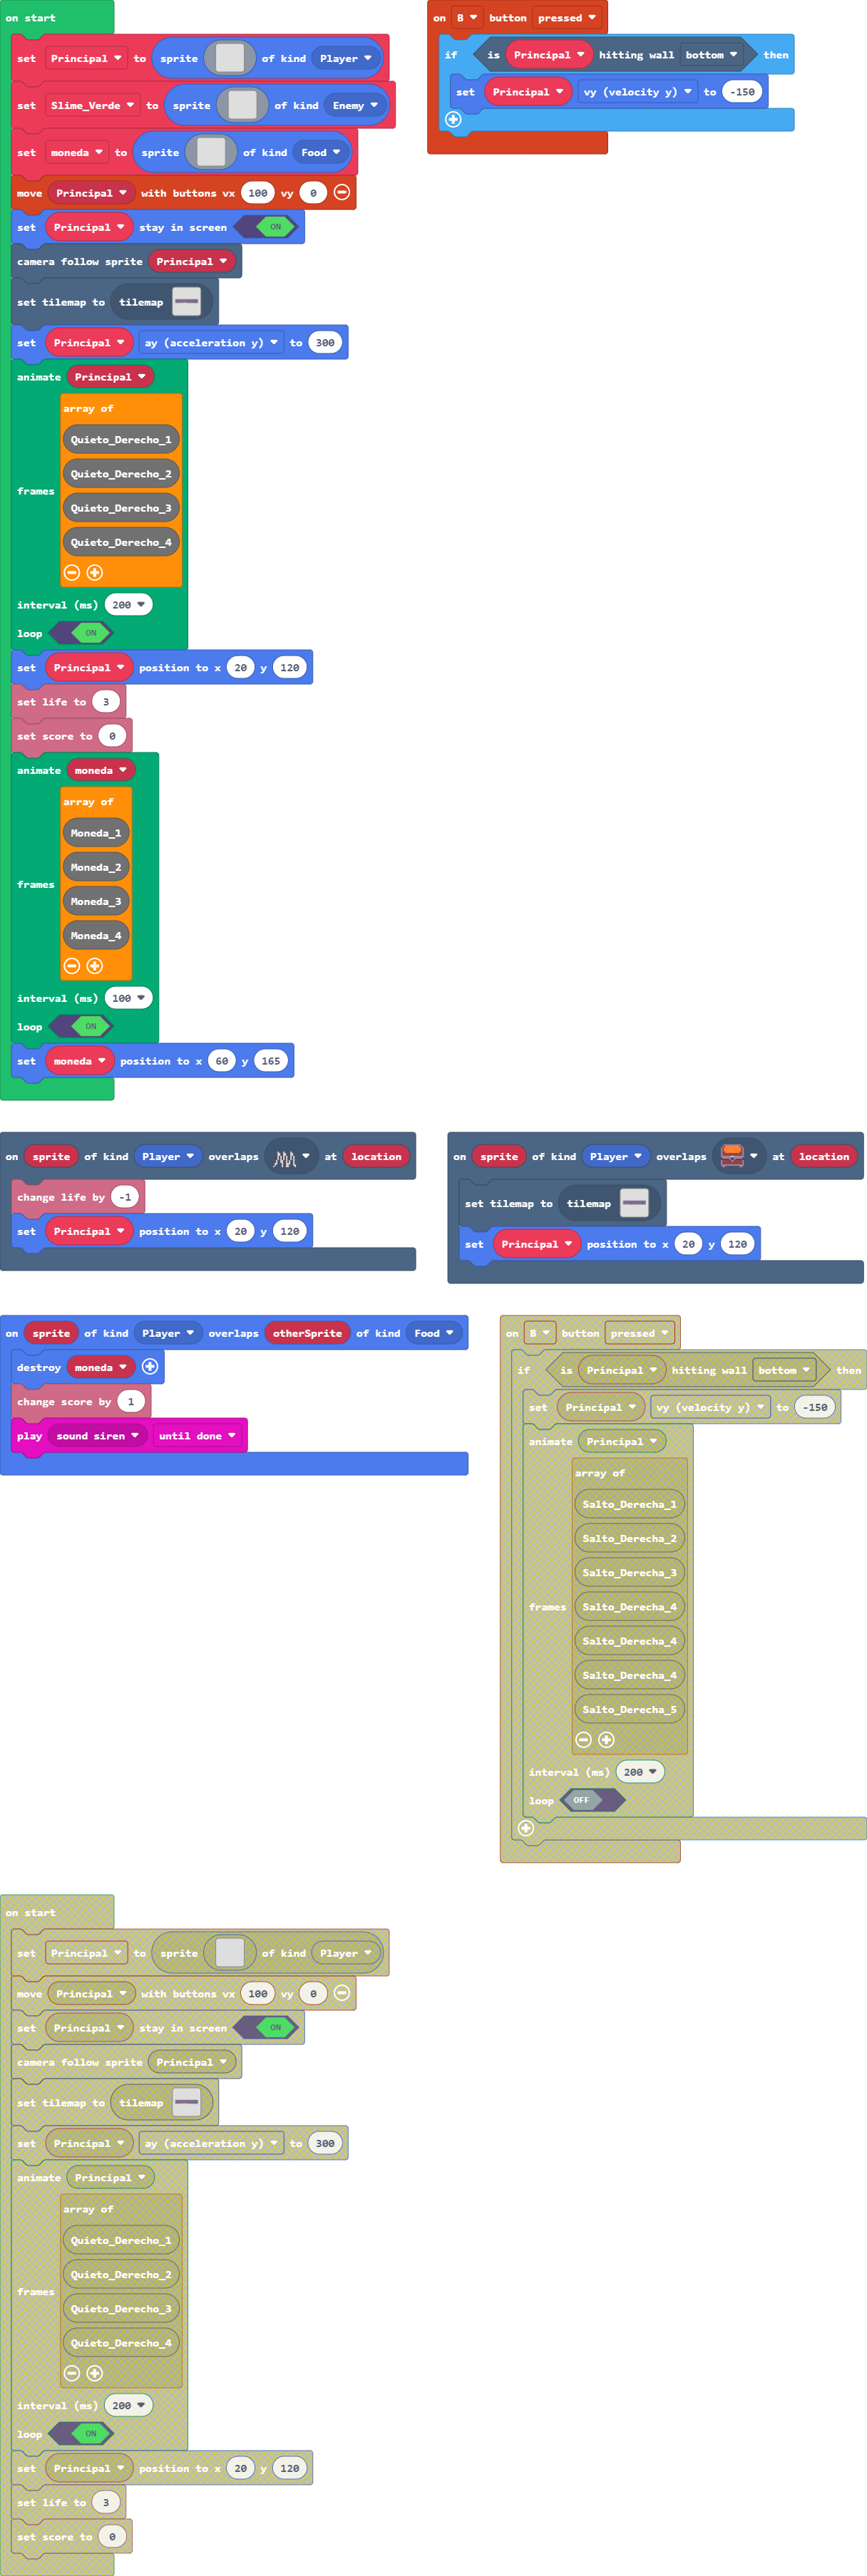 on start
set Principal to sprite of kind Player
set Slime_Verde to sprite of kind Enemy
set moneda to sprite of kind Food
move Principal with buttons vx 100 vy 0
set Principal stay in screen ON
camera follow sprite Principal
set tilemap to tilemap
set Principal ay (acceleration y) to 300
animate Principal
frames
array of
Quieto_Derecho_1
Quieto_Derecho_2
Quieto_Derecho_3
Quieto_Derecho_4
interval (ms) 200
loop ON
set Principal position to x 20 y 120
set life to 3
set score to 0
animate moneda
frames
array of
Moneda_1
Moneda_2
Moneda_3
Moneda_4
interval (ms) 100
loop ON
set moneda position to x 60 y 165
on B button pressed
if is Principal hitting wall bottom then
set Principal vy (velocity y) to -150
on sprite of kind Player overlaps at location
change life by -1
set Principal position to x 20 y 120
on sprite of kind Player overlaps at location
set tilemap to tilemap
set Principal position to x 20 y 120
on sprite of kind Player overlaps otherSprite of kind Food
destroy moneda
change score by 1
play sound siren until done
on B button pressed
if is Principal hitting wall bottom then
set Principal vy (velocity y) to -150
animate Principal
frames
array of
Salto_Derecha_1
Salto_Derecha_2
Salto_Derecha_3
Salto_Derecha_4
Salto_Derecha_4
Salto_Derecha_4
Salto_Derecha_5
interval (ms) 200
loop OFF
on start
set Principal to sprite of kind Player
move Principal with buttons vx 100 vy 0
set Principal stay in screen ON
camera follow sprite Principal
set tilemap to tilemap
set Principal ay (acceleration y) to 300
animate Principal
frames
array of
Quieto_Derecho_1
Quieto_Derecho_2
Quieto_Derecho_3
Quieto_Derecho_4
interval (ms) 200
loop ON
set Principal position to x 20 y 120
set life to 3
set score to 0